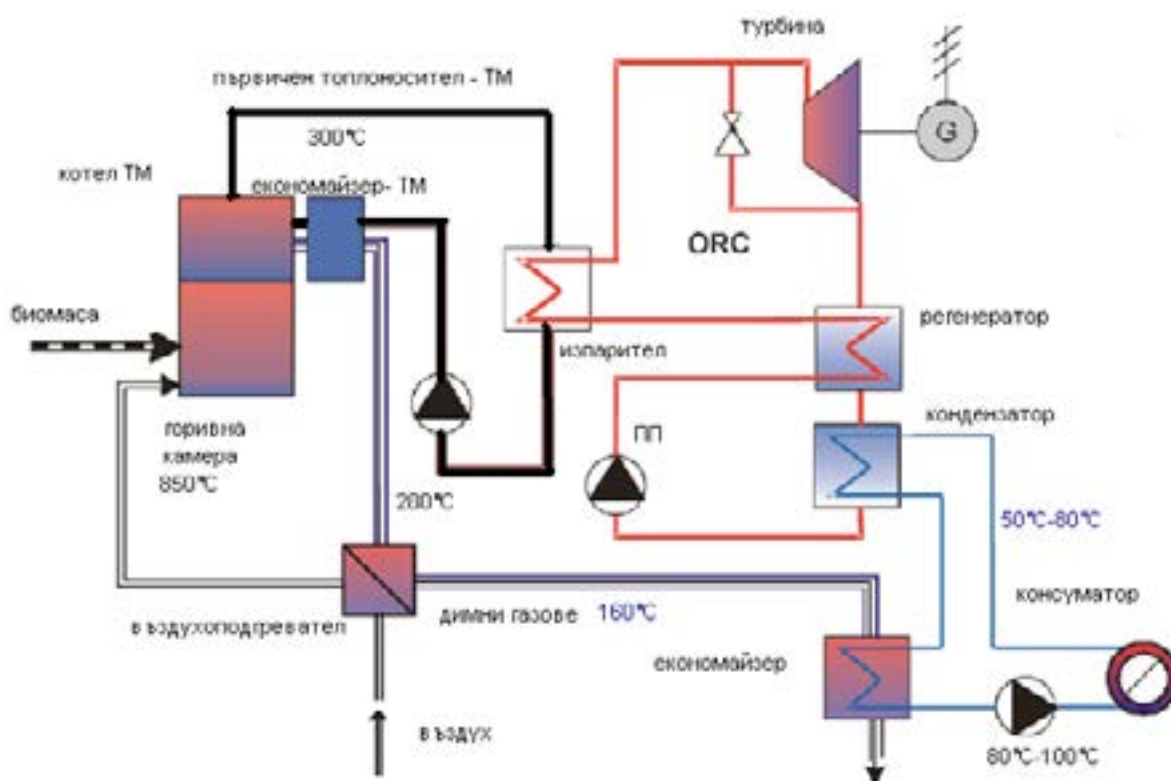 турбина
първичен топлоносител - ТМ
300°C
G
котел ТМ
економайзер- ТМ
ORC
биомаса
регенератор
изпарител
кондензатор
горивна
камера
850°C
ПП
280°C
50°C-80°C
консуматор
въздухоподгревател
димни газове
160°C
економайзер
въздух
80°C-100°C